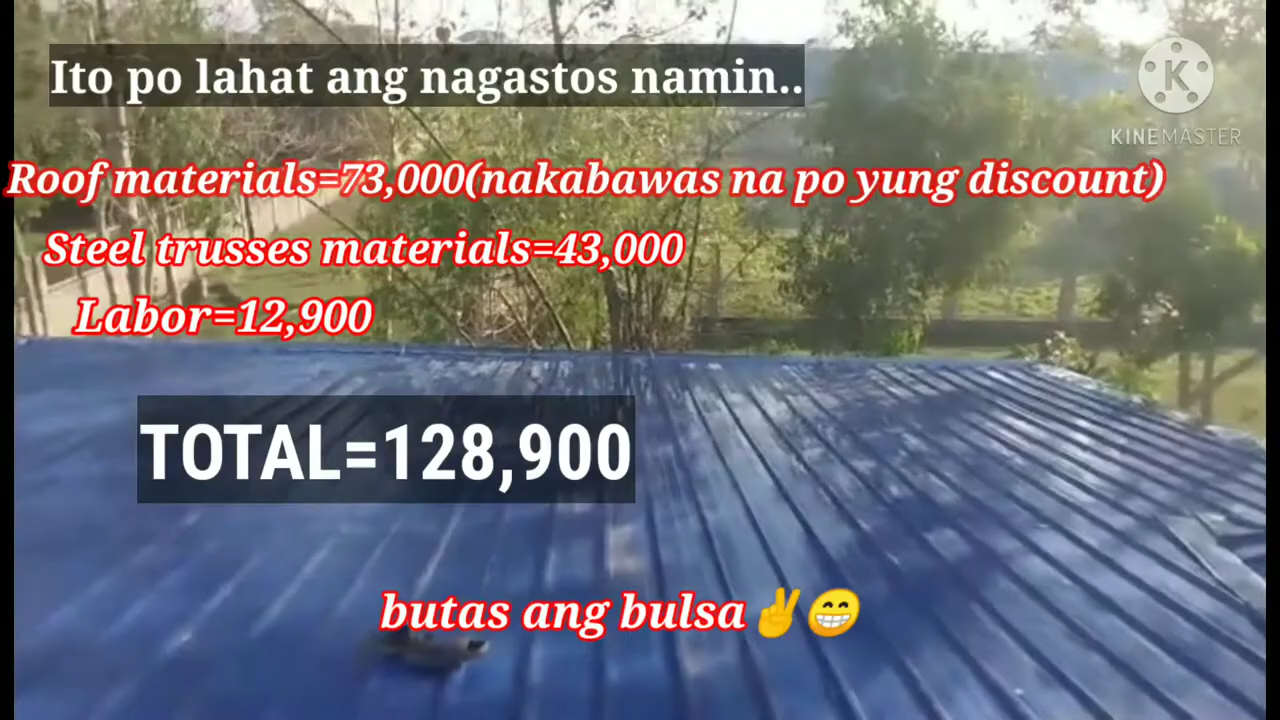 Ito po lahat ang nagastos namin..
KINEMASTER
Roof materials=73,000(nakabawas na po yung discount)
Steel trusses materials=43,000
Labor=12,900
TOTAL=128,900
butas ang bulsa✌😁